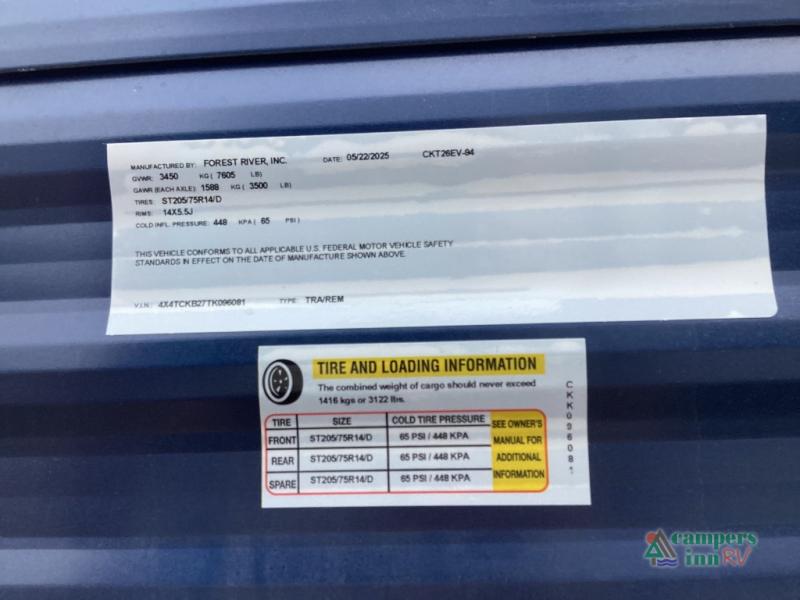 MANUFACTURED BY: FOREST RIVER, INC. DATE: 05/22/2025 CKT26EV-94
GVWR: 3450 KG ( 7605 LB)
GAWR (EACH AXLE): 1588 KG ( 3500 LB)
TIRES: ST205/75R14/D
RIMS: 14X5.5J
COLD INFL. PRESSURE: 448 KPA ( 65 PSI )
THIS VEHICLE CONFORMS TO ALL APPLICABLE U.S. FEDERAL MOTOR VEHICLE SAFETY
STANDARDS IN EFFECT ON THE DATE OF MANUFACTURE SHOWN ABOVE.
V.I.N.: 4X4TCKB27TK096081 TYPE: TRA/REM
TIRE AND LOADING INFORMATION
The combined weight of cargo should never exceed
1416 kgs or 3122 lbs.
TIRE SIZE COLD TIRE PRESSURE
FRONT ST205/75R14/D 65 PSI / 448 KPA
REAR ST205/75R14/D 65 PSI / 448 KPA
SPARE ST205/75R14/D 65 PSI / 448 KPA
SEE OWNER'S
MANUAL FOR
ADDITIONAL
INFORMATION
CKK096081
campers
inn RV